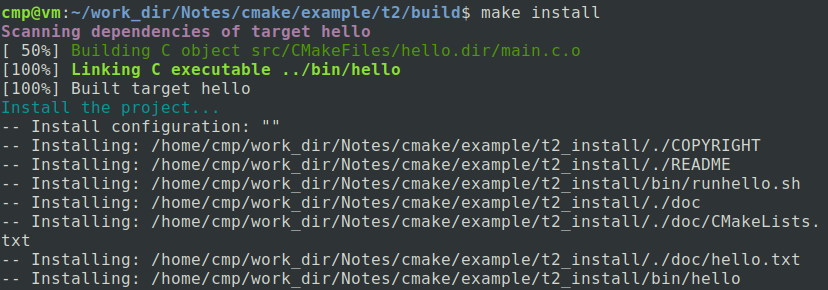 cmp@vm:~/work_dir/Notes/cmake/example/t2/build$ make install
Scanning dependencies of target hello
[ 50%] Building C object src/CMakeFiles/hello.dir/main.c.o
[100%] Linking C executable ../bin/hello
[100%] Built target hello
Install the project...
-- Install configuration: ""
-- Installing: /home/cmp/work_dir/Notes/cmake/example/t2_install/./COPYRIGHT
-- Installing: /home/cmp/work_dir/Notes/cmake/example/t2_install/./README
-- Installing: /home/cmp/work_dir/Notes/cmake/example/t2_install/bin/runhello.sh
-- Installing: /home/cmp/work_dir/Notes/cmake/example/t2_install/./doc
-- Installing: /home/cmp/work_dir/Notes/cmake/example/t2_install/./doc/CMakeLists.
txt
-- Installing: /home/cmp/work_dir/Notes/cmake/example/t2_install/./doc/hello.txt
-- Installing: /home/cmp/work_dir/Notes/cmake/example/t2_install/bin/hello